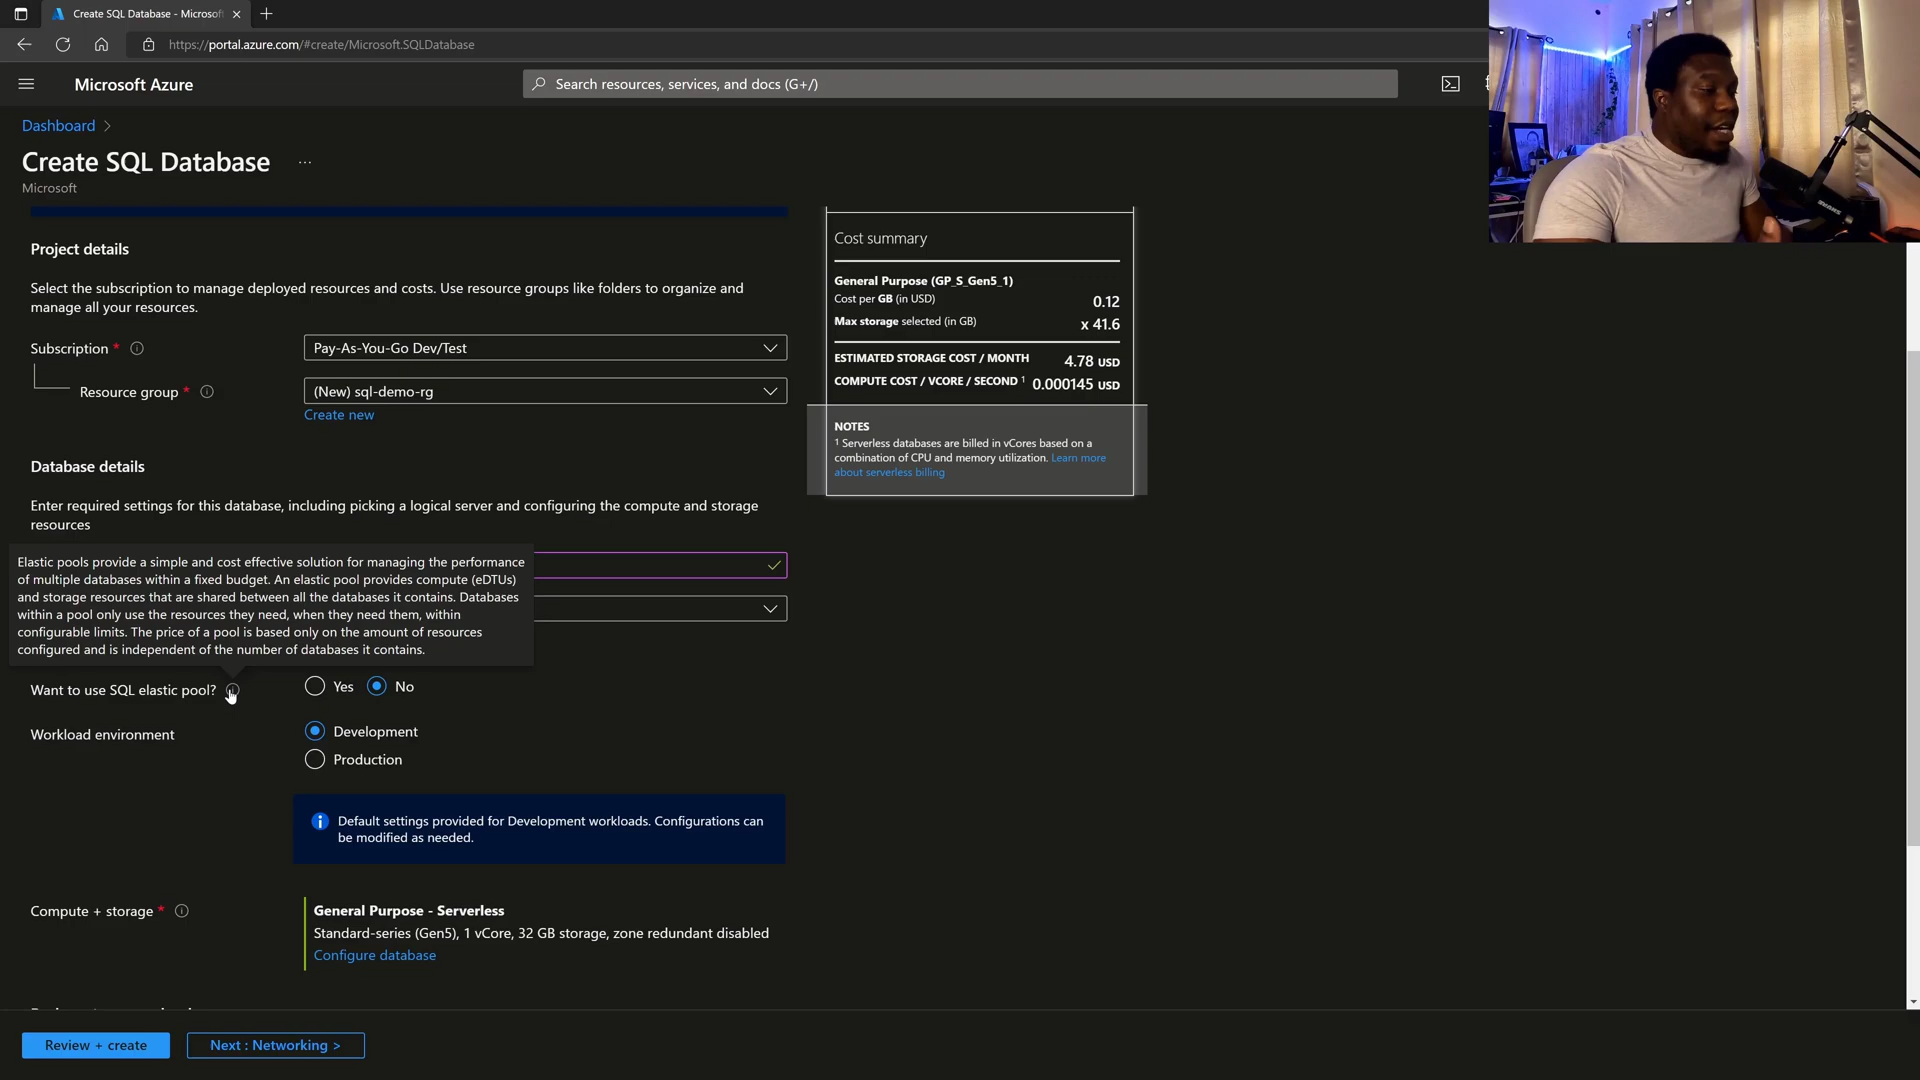 Create SQL Database - Microsof
https://portal.azure.com/#create/Microsoft.SQLDatabase
Microsoft Azure
Search resources, services, and docs (G+/)
Dashboard
Create SQL Database ...
Microsoft
Project details
Select the subscription to manage deployed resources and costs. Use resource groups like folders to organize and
manage all your resources.
Subscription *
Pay-As-You-Go Dev/Test
Resource group *
(New) sql-demo-rg
Create new
Database details
Enter required settings for this database, including picking a logical server and configuring the compute and storage
resources
Elastic pools provide a simple and cost effective solution for managing the performance
of multiple databases within a fixed budget. An elastic pool provides compute (eDTUs)
and storage resources that are shared between all the databases it contains. Databases
within a pool only use the resources they need, when they need them, within
configurable limits. The price of a pool is based only on the amount of resources
configured and is independent of the number of databases it contains.
Want to use SQL elastic pool?
Yes
No
Workload environment
Development
Production
Default settings provided for Development workloads. Configurations can
be modified as needed.
Compute + storage *
General Purpose - Serverless
Standard-series (Gen5), 1 vCore, 32 GB storage, zone redundant disabled
Configure database
Review + create
Next : Networking >
Cost summary
General Purpose (GP_S_Gen5_1)
Cost per GB (in USD) 0.12
Max storage selected (in GB) x 41.6
ESTIMATED STORAGE COST / MONTH 4.78 USD
COMPUTE COST / VCORE / SECOND 1 0.000145 USD
NOTES
1 Serverless databases are billed in vCores based on a
combination of CPU and memory utilization. Learn more
about serverless billing